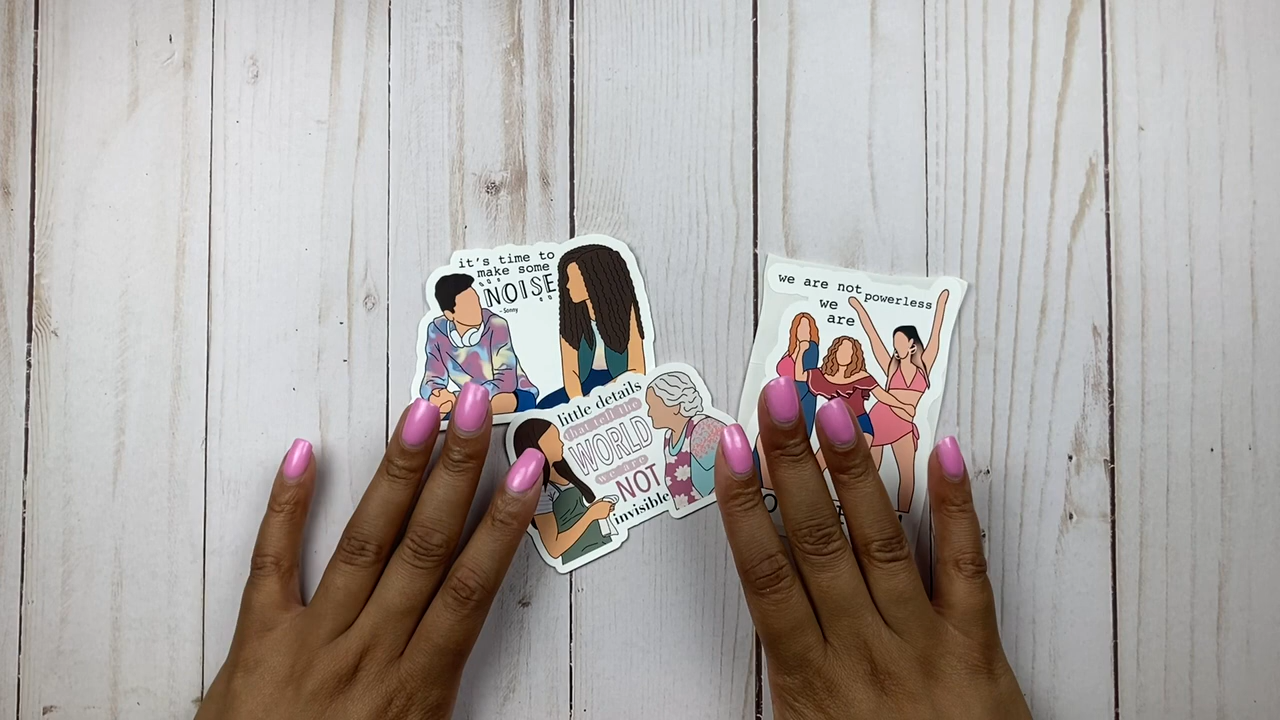 it's time to
make some
NOISE
- Sonny
little details
that tell the
WORLD
we are
NOT
invisible
we are not powerless
we
are